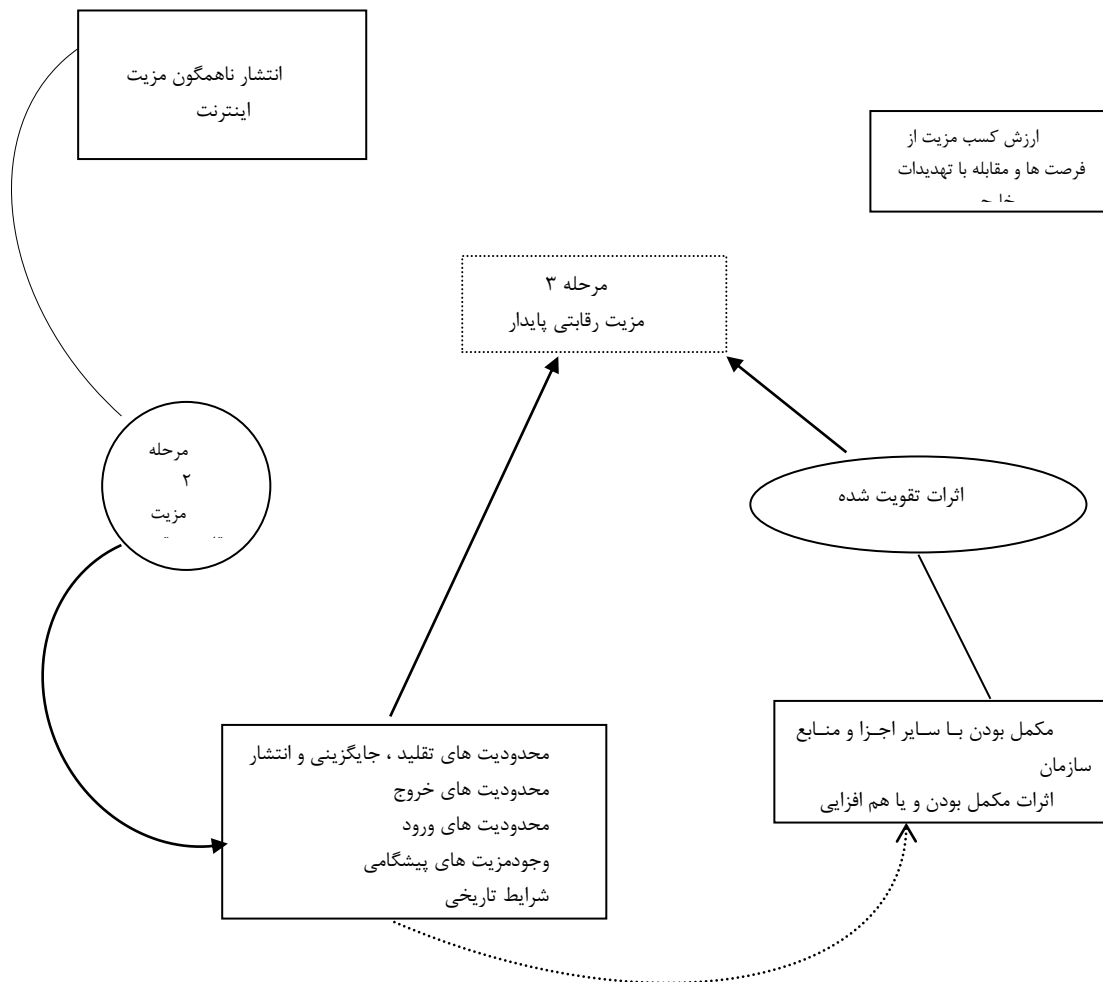 انتشار ناهمگون مزیت
اینترنت
ارزش کسب مزیت از
فرصت ها و مقابله با تهدیدات
مرحله ۳
مزیت رقابتی پایدار
مرحله
۲
مزیت
اثرات تقویت شده
محدودیت های تقلید ، جایگزینی و انتشار
محدودیت های خروج
محدودیت های ورود
وجودمزیت های پیشگامی
شرایط تاریخی
مکمل بودن بـا سـایر اجـزا و منـابع
سازمان
اثرات مکمل بودن و یا هم افزایی